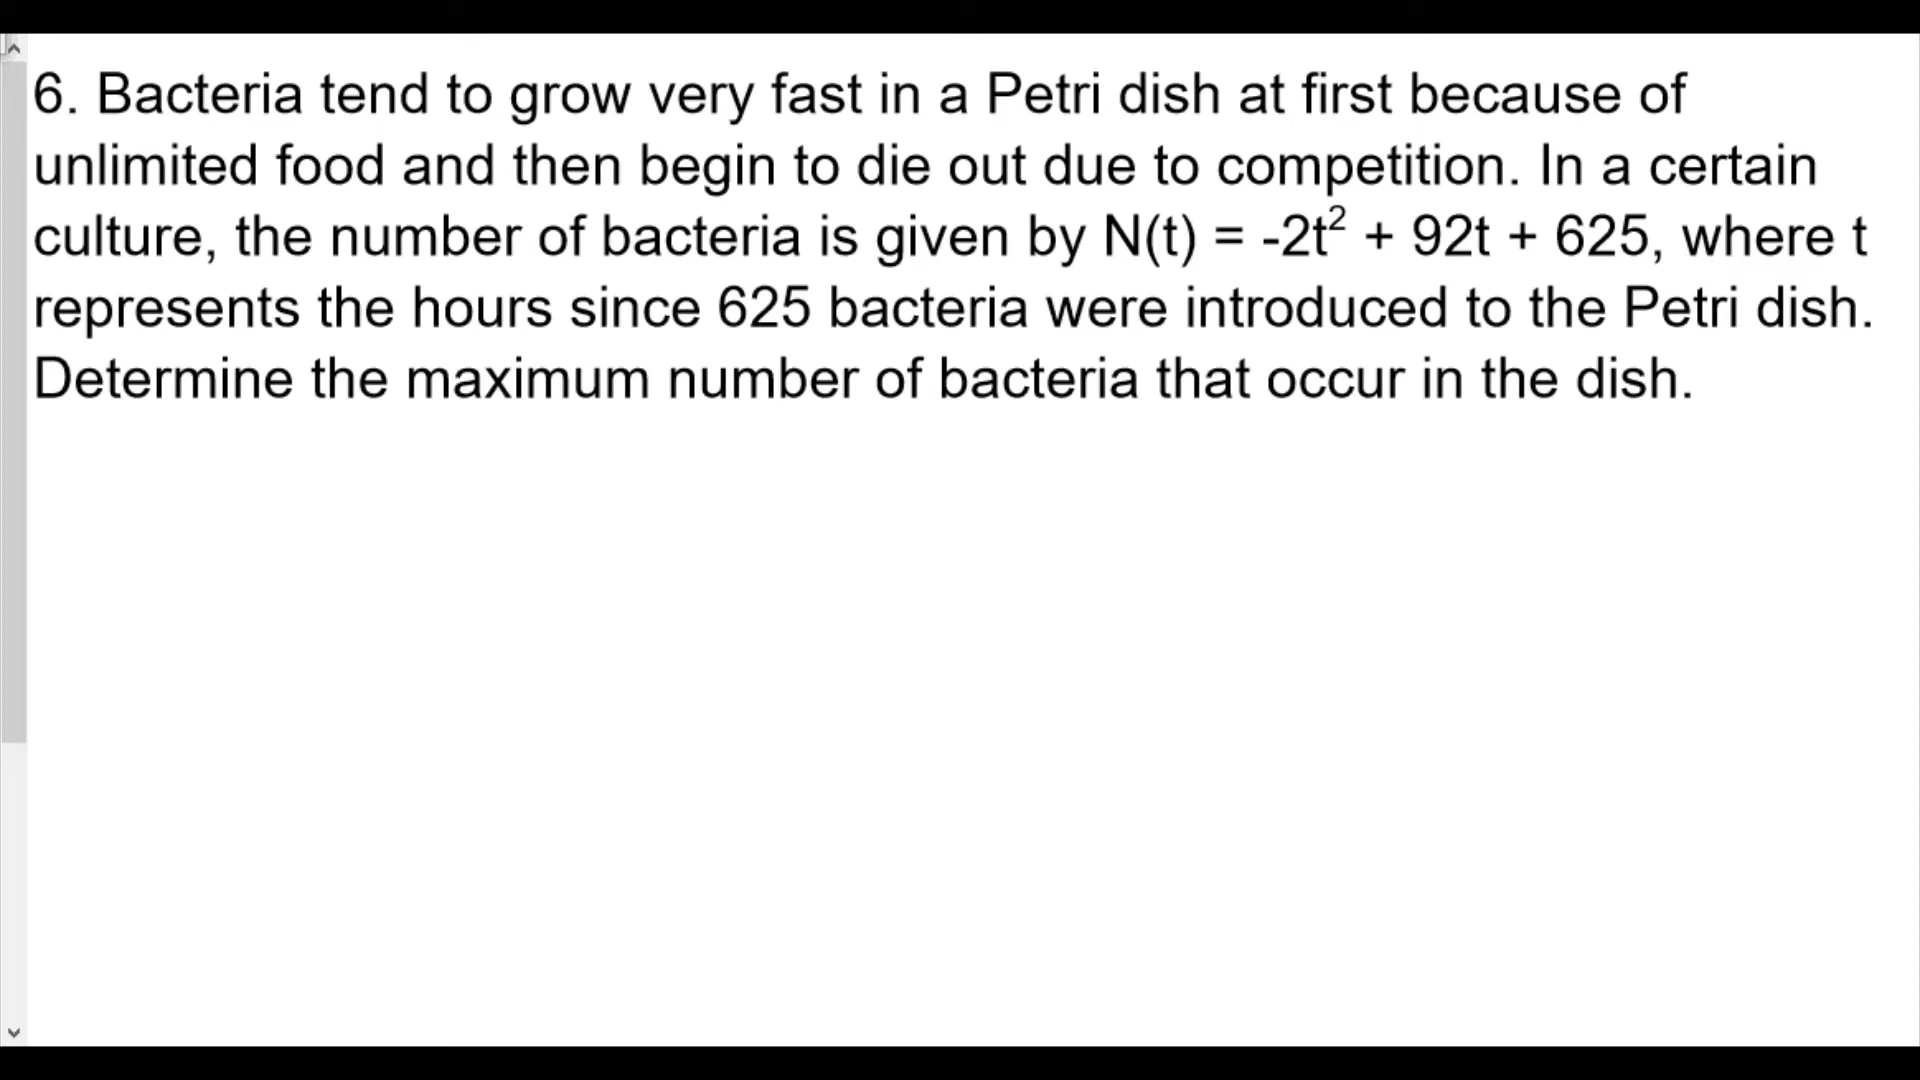 6. Bacteria tend to grow very fast in a Petri dish at first because of
unlimited food and then begin to die out due to competition. In a certain
culture, the number of bacteria is given by N(t) = -2t² + 92t + 625, where t
represents the hours since 625 bacteria were introduced to the Petri dish.
Determine the maximum number of bacteria that occur in the dish.